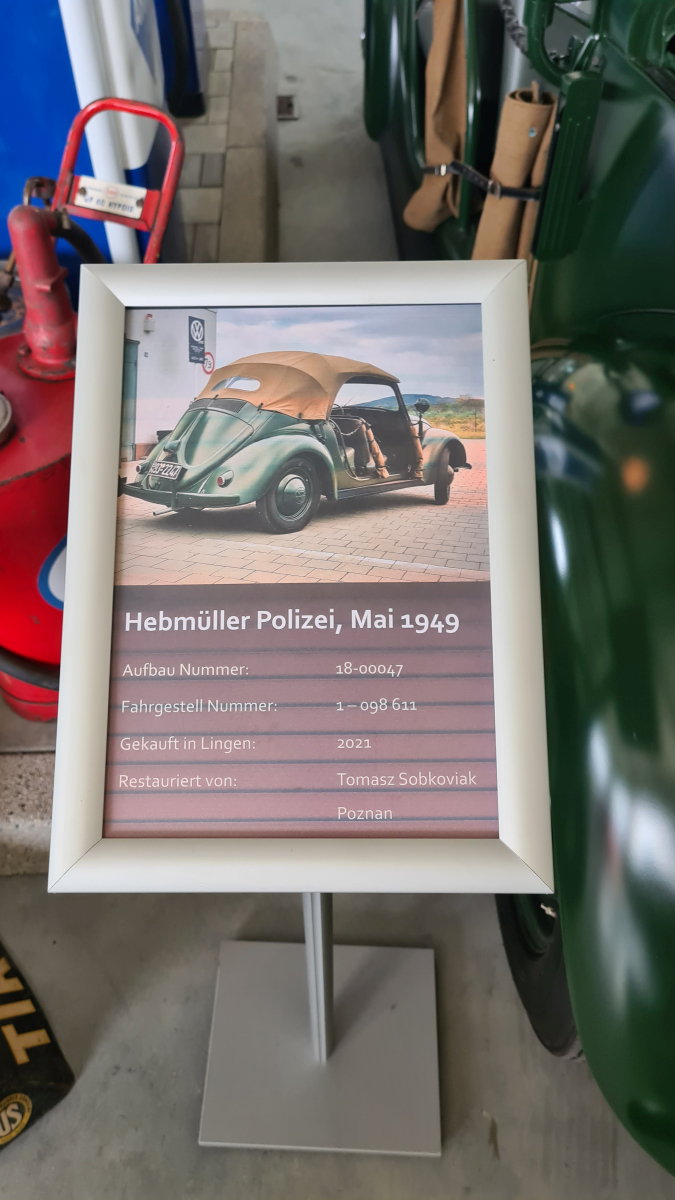 Hebmüller Polizei, Mai 1949
Aufbau Nummer: 18-00047
Fahrgestell Nummer: 1 – 098 611
Gekauft in Lingen: 2021
Restauriert von: Tomasz Sobkoviak
Poznan